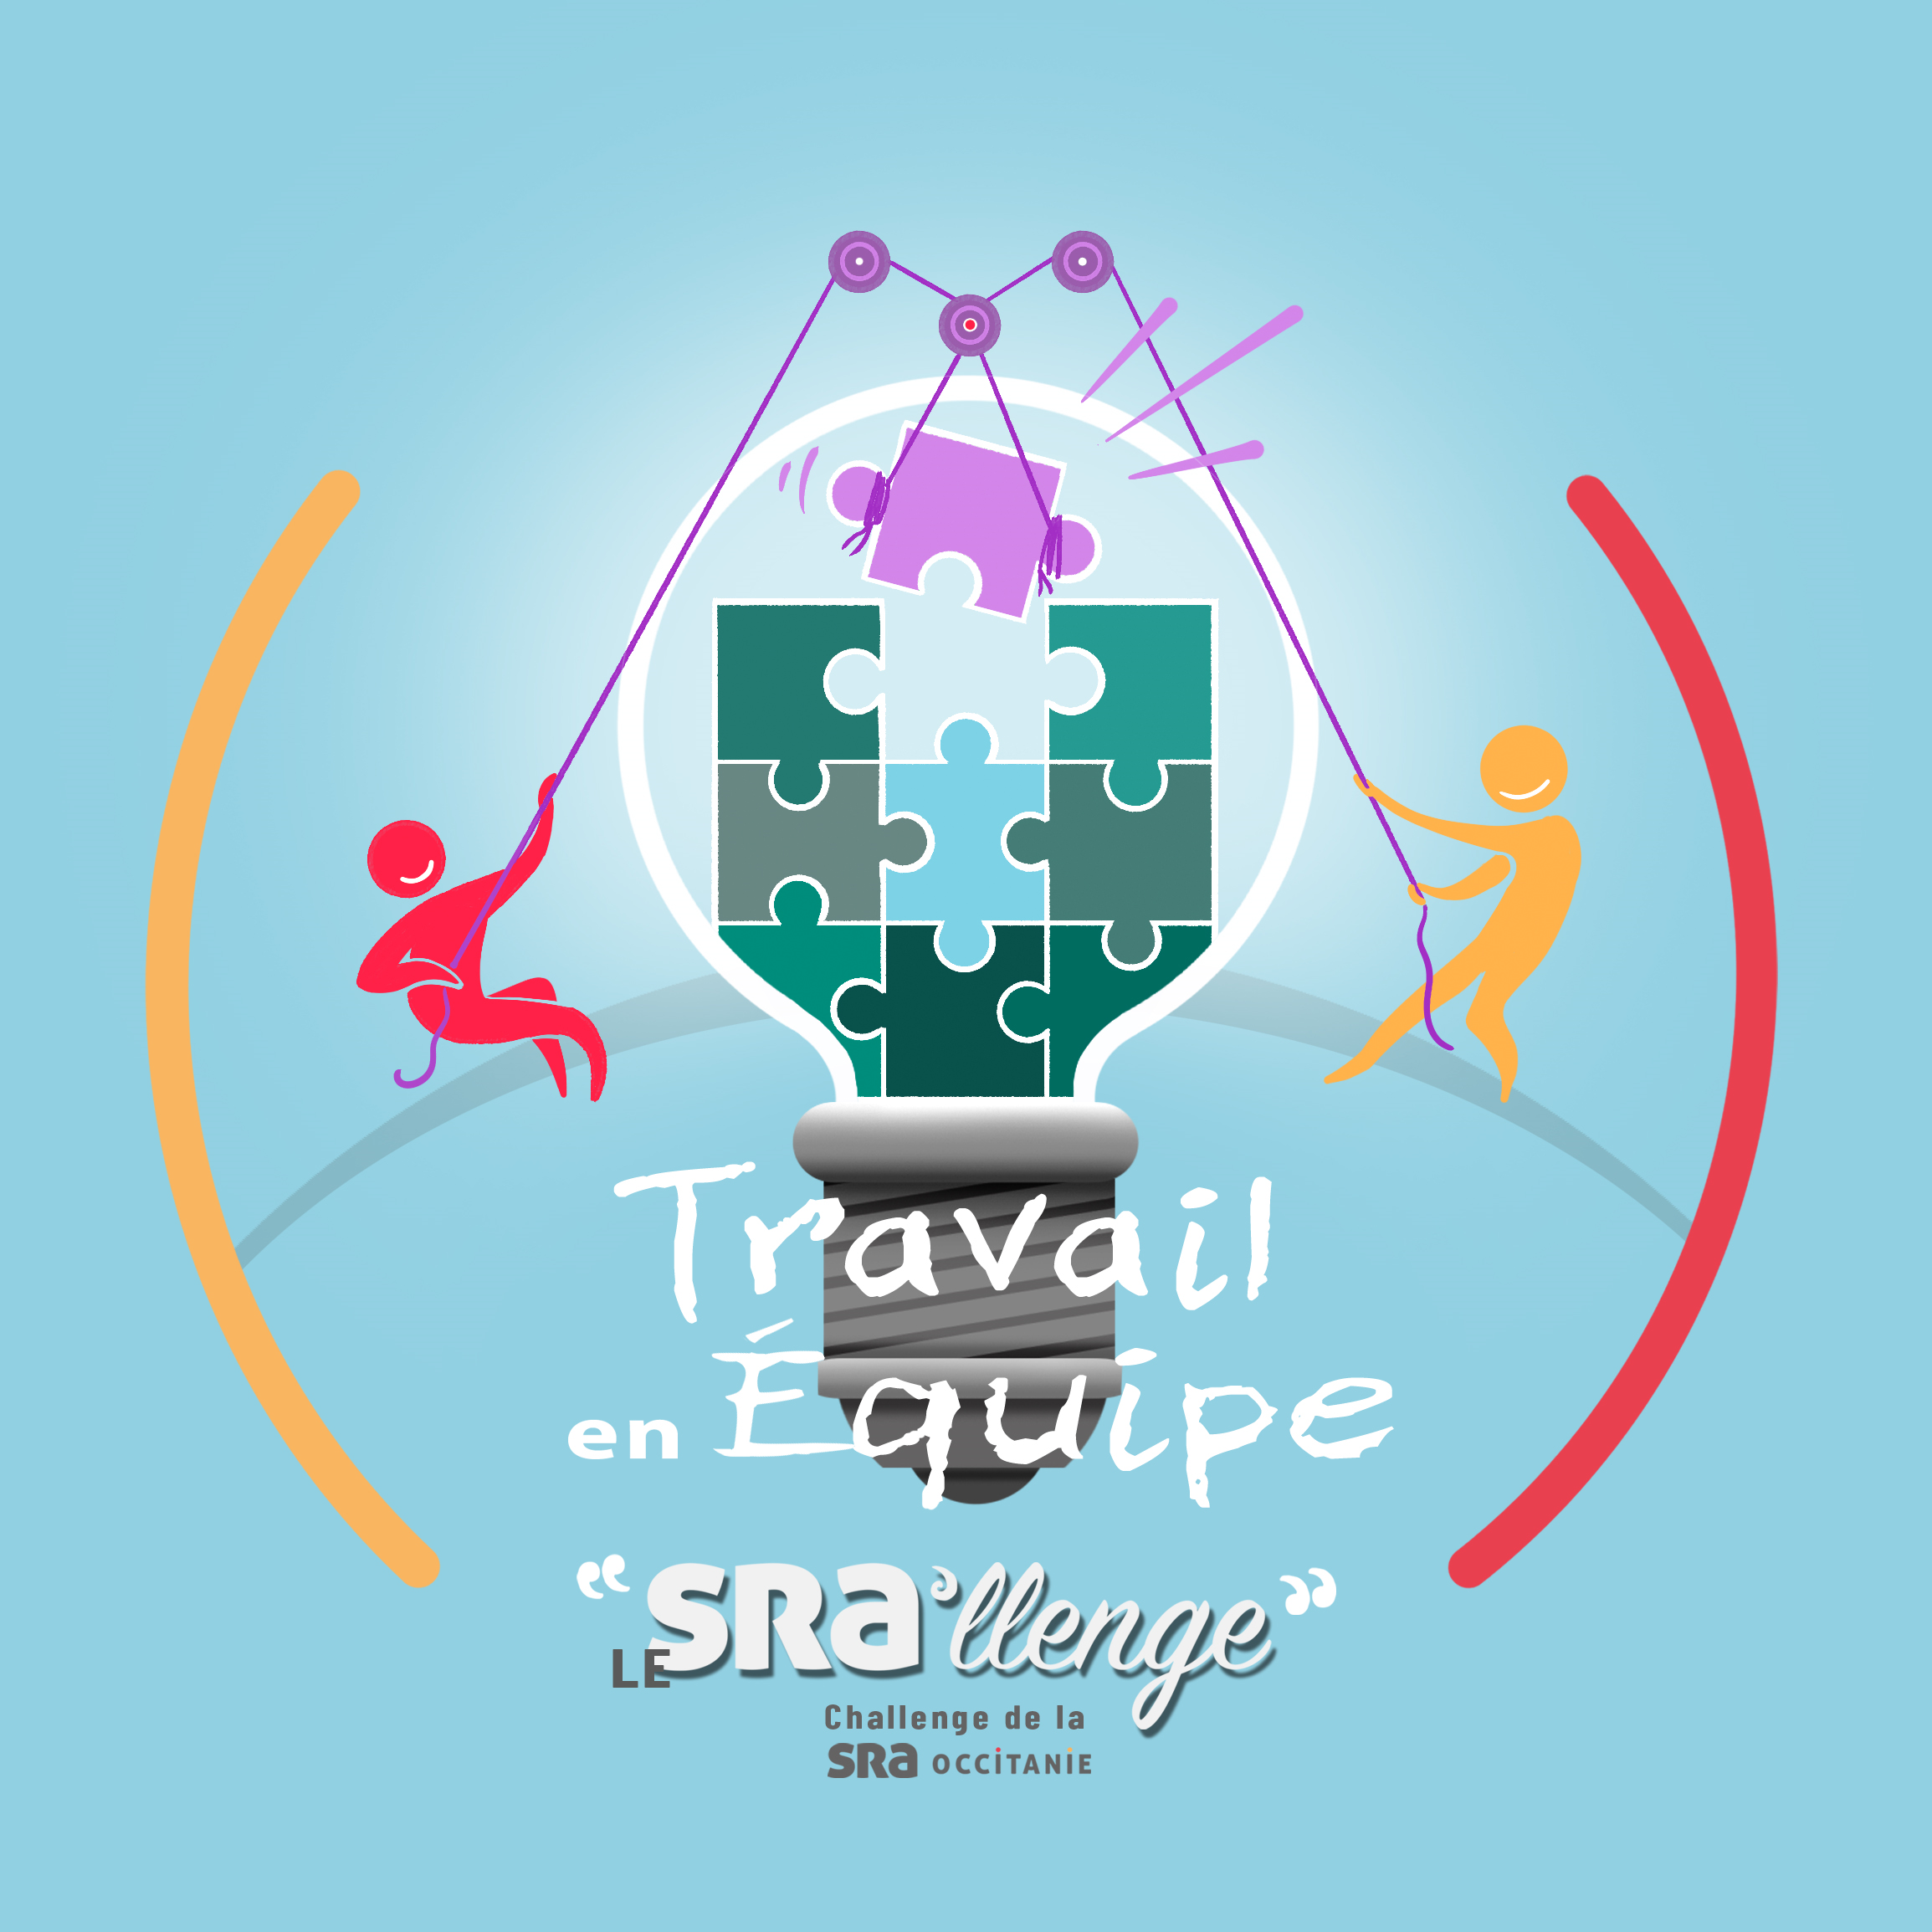 Travail
en Équipe
“SRa’llenge”
LE
Challenge de la
SRa OCCITANIE